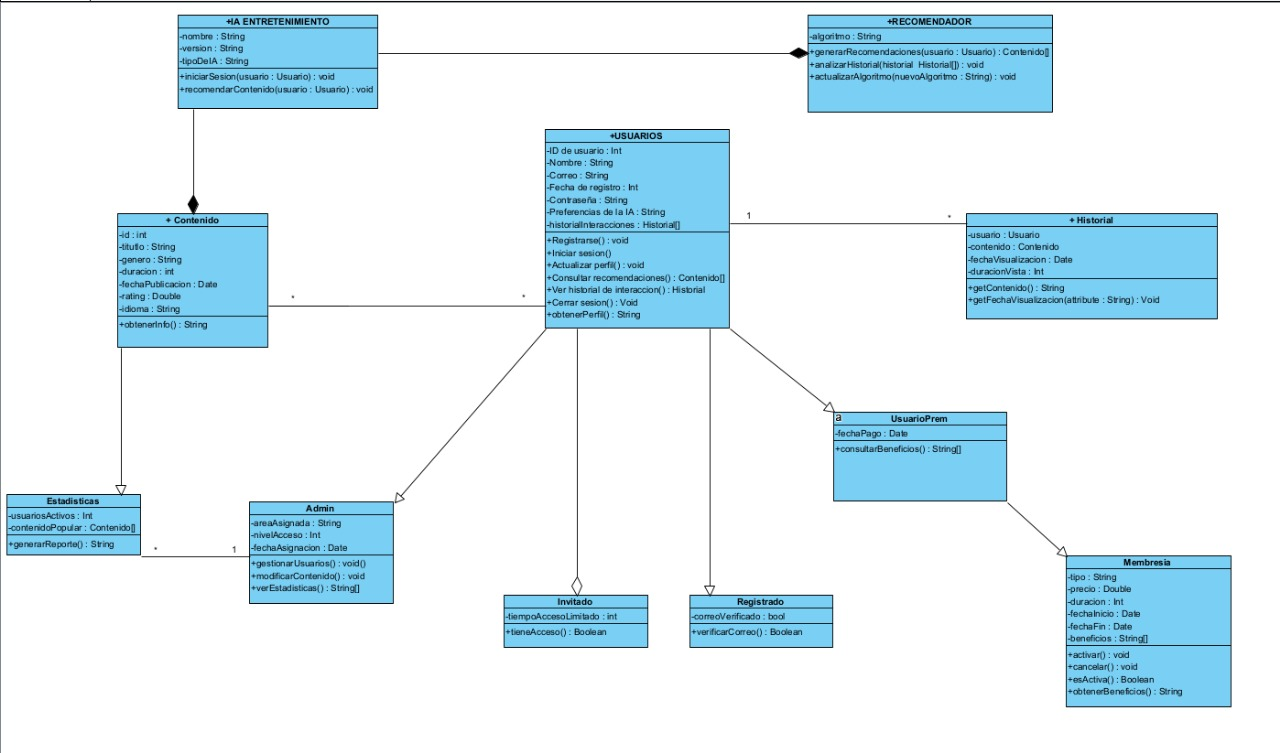 +IA ENTRETENIMIENTO
-nombre : String
-version : String
-tipoDeIA : String
+iniciarSesion(usuario : Usuario) : void
+recomendarContenido(usuario : Usuario) : void
+RECOMENDADOR
-algoritmo : String
+generarRecomendaciones(usuario : Usuario) : Contenido[]
+analizarHistorial(historial Historial[]) : void
+actualizarAlgoritmo(nuevoAlgoritmo : String) : void
+USUARIOS
-ID de usuario : Int
-Nombre : String
-Correo : String
-Fecha de registro : Int
-Contraseña : String
-Preferencias de la IA : String
-historialInteracciones : Historial[]
+Registrarse() : void
+Iniciar sesion()
+Actualizar perfil() : void
+Consultar recomendaciones() : Contenido[]
+Ver historial de interaccion() : Historial
+Cerrar sesion() : Void
+obtenerPerfil() : String
1
*
+ Historial
-usuario : Usuario
-contenido : Contenido
-fechaVisualizacion : Date
-duracionVista : Int
+getContenido() : String
+getFechaVisualizacion(attribute : String) : Void
+ Contenido
-id : int
-titutlo : String
-genero : String
-duracion : int
-fechaPublicacion : Date
-rating : Double
-idioma : String
+obtenerInfo() : String
*
*
Estadisticas
-usuariosActivos : Int
-contenidoPopular : Contenido[]
+generarReporte() : String
*
1
Admin
-areaAsignada : String
-nivelAcceso : Int
-fechaAsignacion : Date
+gestionarUsuarios() : void()
+modificarContenido() : void
+verEstadisticas() : String[]
Invitado
-tiempoAccesoLimitado : int
+tieneAcceso() : Boolean
Registrado
-correoVerificado : bool
+verificarCorreo() : Boolean
a
UsuarioPrem
-fechaPago : Date
+consultarBeneficios() : String[]
Membresia
-tipo : String
-precio : Double
-duracion : Int
-fechaInicio : Date
-fechaFin : Date
-beneficios : String[]
+activar() : void
+cancelar() : void
+esActiva() : Boolean
+obtenerBeneficios() : String